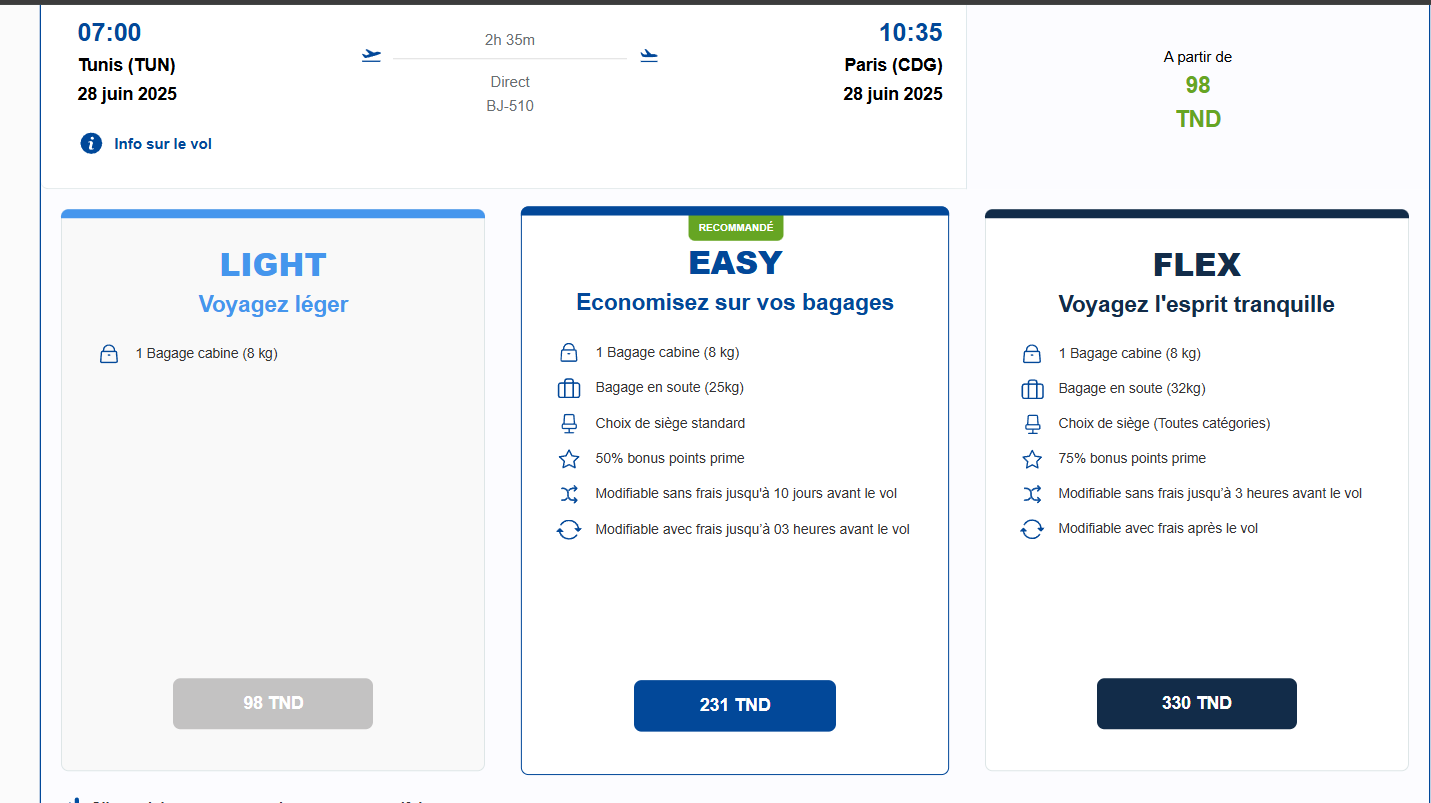 07:00
2h 35m
10:35
Tunis (TUN)
Paris (CDG)
28 juin 2025
Direct
28 juin 2025
BJ-510
Info sur le vol
A partir de
98
TND
LIGHT
Voyagez léger
1 Bagage cabine (8 kg)
98 TND
RECOMMANDÉ
EASY
Economisez sur vos bagages
1 Bagage cabine (8 kg)
Bagage en soute (25kg)
Choix de siège standard
50% bonus points prime
Modifiable sans frais jusqu'à 10 jours avant le vol
Modifiable avec frais jusqu'à 03 heures avant le vol
231 TND
FLEX
Voyagez l'esprit tranquille
1 Bagage cabine (8 kg)
Bagage en soute (32kg)
Choix de siège (Toutes catégories)
75% bonus points prime
Modifiable sans frais jusqu'à 3 heures avant le vol
Modifiable avec frais après le vol
330 TND